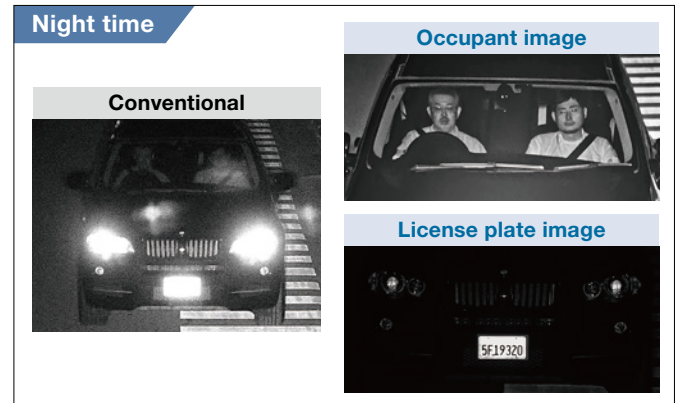 Night time
Conventional
Occupant image
License plate image
5F19320